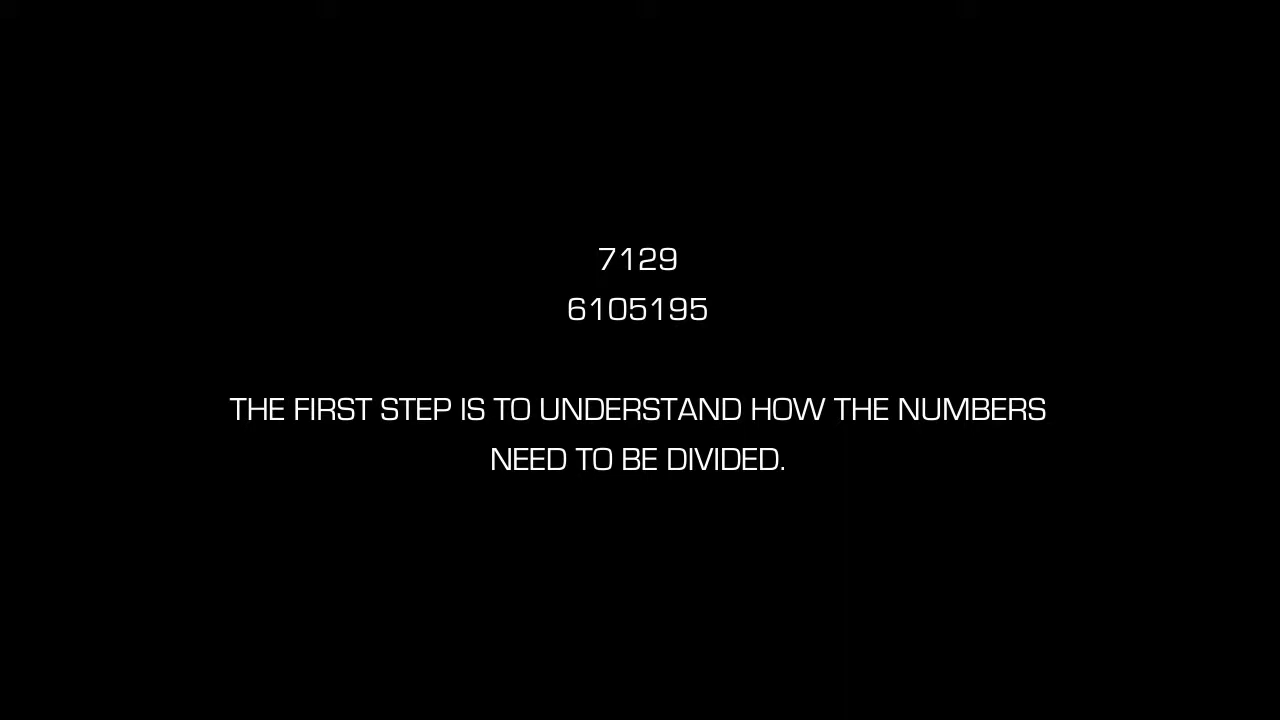 7129
6105195
THE FIRST STEP IS TO UNDERSTAND HOW THE NUMBERS
NEED TO BE DIVIDED.